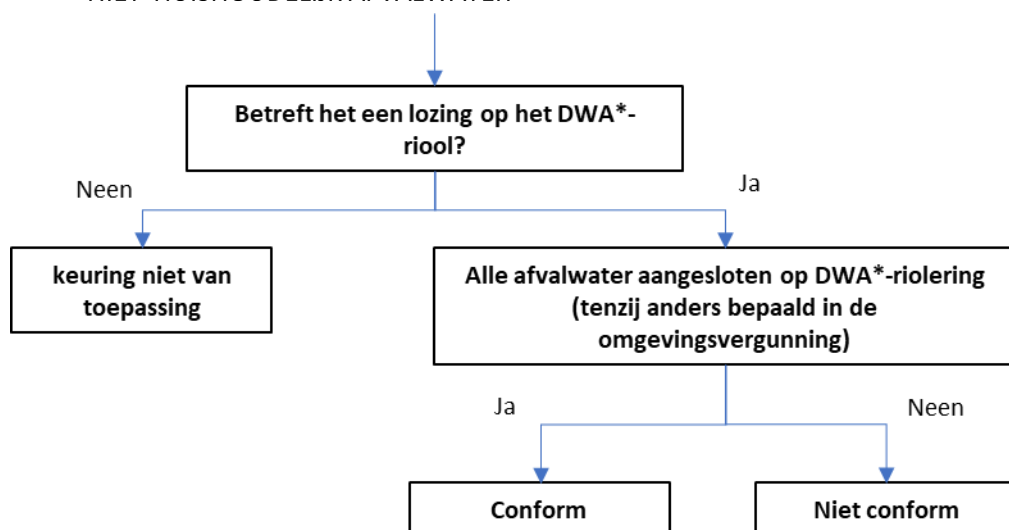 Betreft het een lozing op het DWA*-
riool?
Neen
Ja
keuring niet van
toepassing
Alle afvalwater aangesloten op DWA*-riolering
(tenzij anders bepaald in de
omgevingsvergunning)
Ja
Neen
Conform
Niet conform